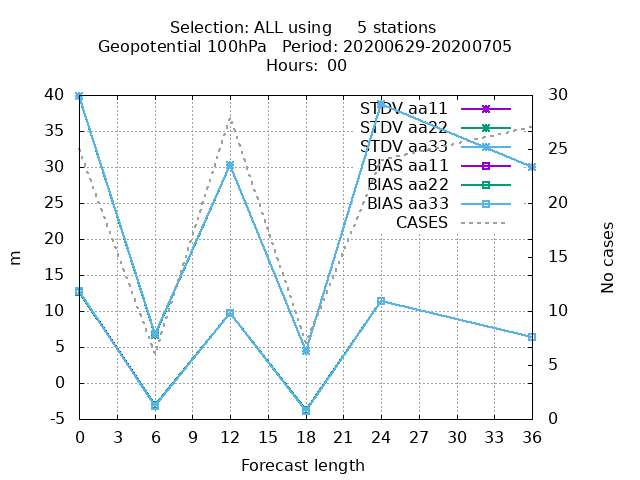 Selection: ALL using     5 stations
Geopotential 100hPa   Period: 20200629-20200705
Hours: 00
40
35
30
25
20
15
10
5
0
-5
30
25
20
15
10
5
0
STDV aa11
STDV aa22
STDV aa33
BIAS aa11
BIAS aa22
BIAS aa33
CASES
m
No cases
0 3 6 9 12 15 18 21 24 27 30 33 36
Forecast length